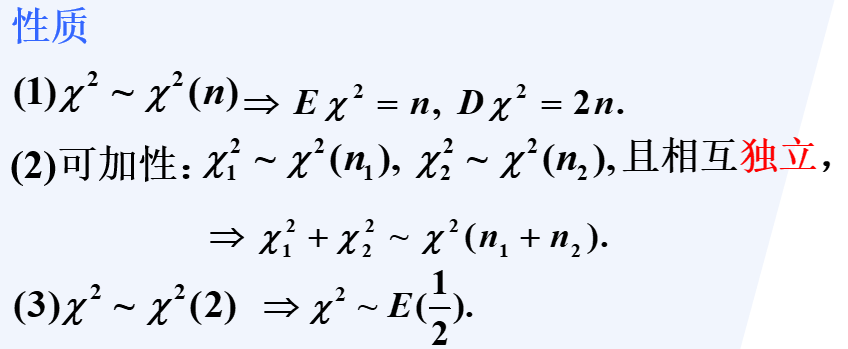 性质
(1)χ² ~ χ²(n) ⇒ Eχ² = n, Dχ² = 2n.
(2)可加性：χ₁² ~ χ²(n₁), χ₂² ~ χ²(n₂), 且相互独立，
⇒ χ₁² + χ₂² ~ χ²(n₁ + n₂).
(3)χ² ~ χ²(2) ⇒ χ² ~ E(1/2).